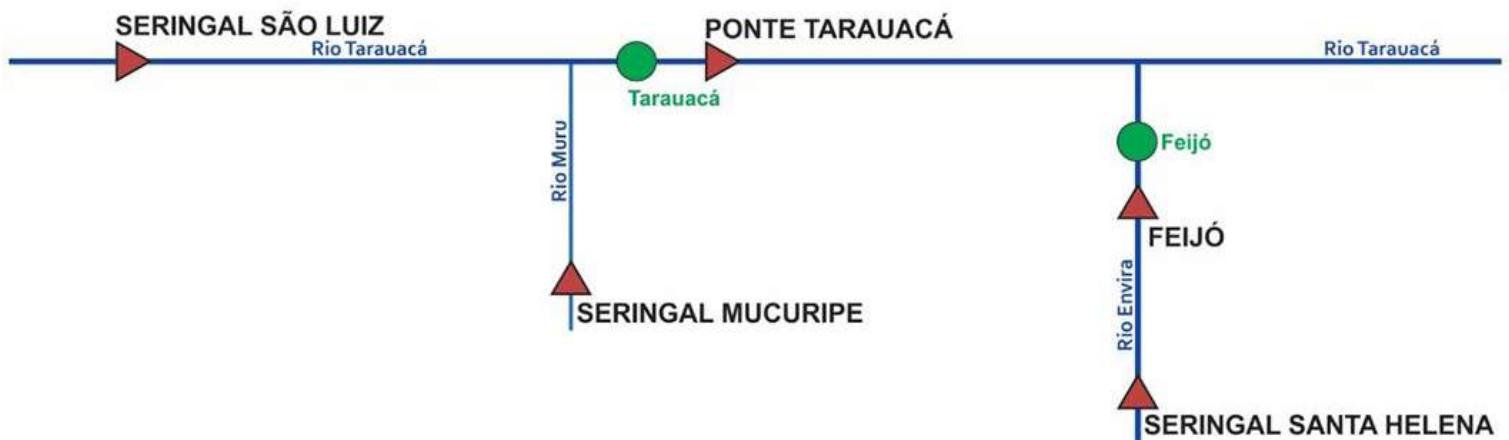 SERINGAL SÃO LUIZ
Rio Tarauacá
PONTE TARAUACÁ
Rio Tarauacá
Tarauacá
Rio Muru
Feijó
FEIJÓ
Rio Envira
SERINGAL MUCURIPE
SERINGAL SANTA HELENA